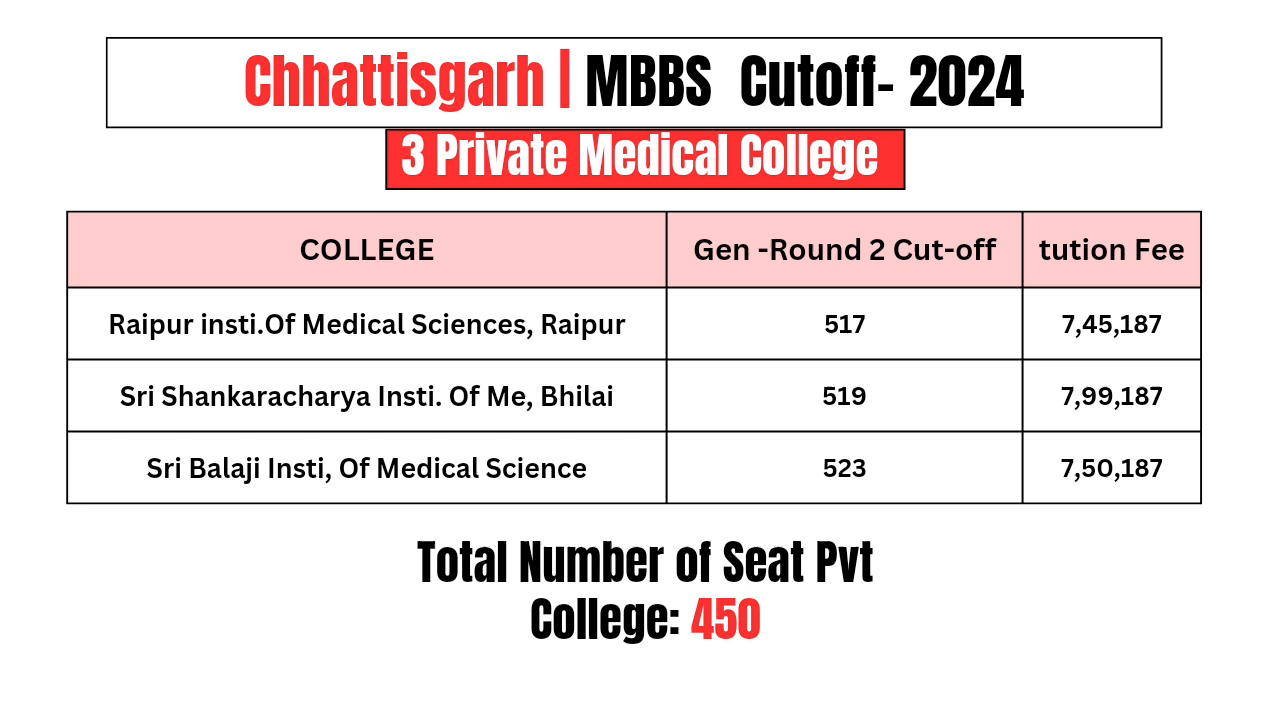 Chhattisgarh | MBBS Cutoff- 2024
3 Private Medical College
COLLEGE Gen -Round 2 Cut-off tution Fee
Raipur insti.Of Medical Sciences, Raipur 517 7,45,187
Sri Shankaracharya Insti. Of Me, Bhilai 519 7,99,187
Sri Balaji Insti, Of Medical Science 523 7,50,187
Total Number of Seat Pvt
College: 450